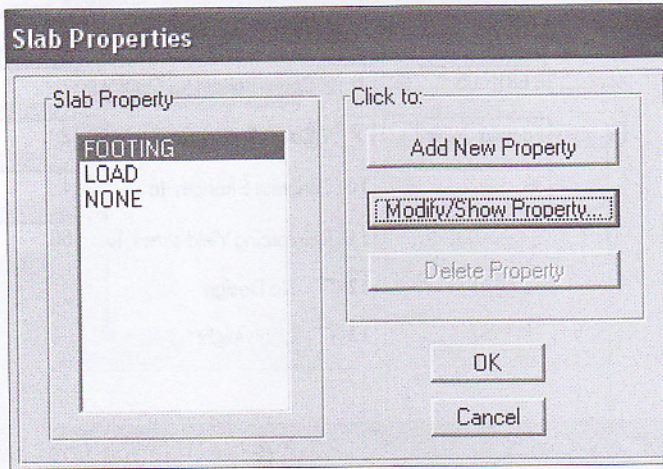 Slab Properties
Slab Property
FOOTING
LOAD
NONE
Click to:
Add New Property
Modify/Show Property...
Delete Property
OK
Cancel